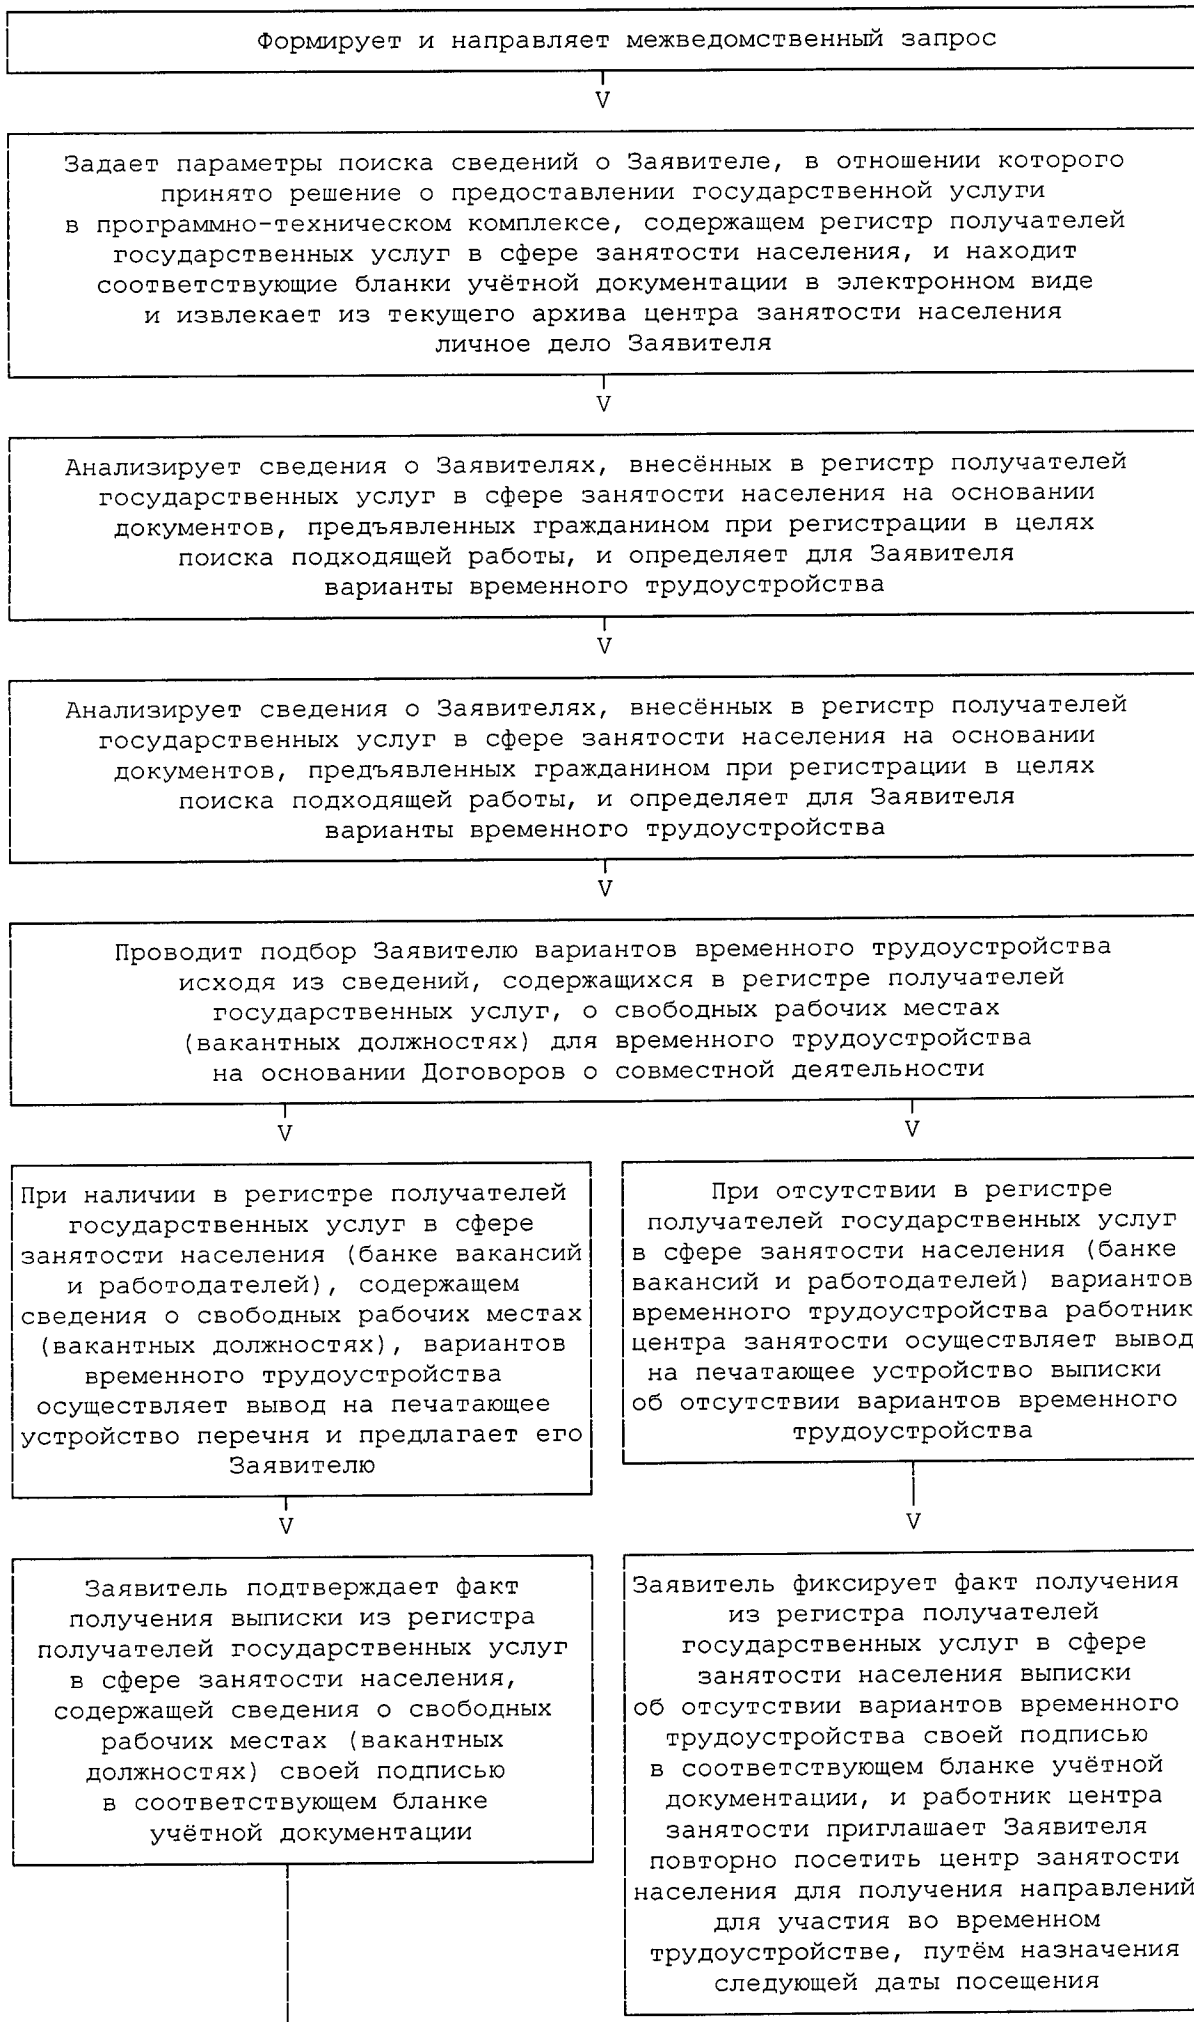 Формирует и направляет межведомственный запрос
V
Задает параметры поиска сведений о Заявителе, в отношении которого
принято решение о предоставлении государственной услуги
в программно-техническом комплексе, содержащем регистр получателей
государственных услуг в сфере занятости населения, и находит
соответствующие бланки учётной документации в электронном виде
и извлекает из текущего архива центра занятости населения
личное дело Заявителя
V
Анализирует сведения о Заявителях, внесённых в регистр получателей
государственных услуг в сфере занятости населения на основании
документов, предъявленных гражданином при регистрации в целях
поиска подходящей работы, и определяет для Заявителя
варианты временного трудоустройства
V
Анализирует сведения о Заявителях, внесённых в регистр получателей
государственных услуг в сфере занятости населения на основании
документов, предъявленных гражданином при регистрации в целях
поиска подходящей работы, и определяет для Заявителя
варианты временного трудоустройства
V
Проводит подбор Заявителю вариантов временного трудоустройства
исходя из сведений, содержащихся в регистре получателей
государственных услуг, о свободных рабочих местах
(вакантных должностях) для временного трудоустройства
на основании Договоров о совместной деятельности
V
V
При наличии в регистре получателей
государственных услуг в сфере
занятости населения (банке вакансий
и работодателей), содержащем
сведения о свободных рабочих местах
(вакантных должностях), вариантов
временного трудоустройства
осуществляет вывод на печатающее
устройство перечня и предлагает его
Заявителю
V
При отсутствии в регистре
получателей государственных услуг
в сфере занятости населения (банке
вакансий и работодателей) вариантов
временного трудоустройства работник
центра занятости осуществляет вывод
на печатающее устройство выписки
об отсутствии вариантов временного
трудоустройства
V
Заявитель подтверждает факт
получения выписки из регистра
получателей государственных услуг
в сфере занятости населения,
содержащей сведения о свободных
рабочих местах (вакантных
должностях) своей подписью
в соответствующем бланке
учётной документации
Заявитель фиксирует факт получения
из регистра получателей
государственных услуг в сфере
занятости населения выписки
об отсутствии вариантов временного
трудоустройства своей подписью
в соответствующем бланке учётной
документации, и работник центра
занятости приглашает Заявителя
повторно посетить центр занятости
населения для получения направлений
для участия во временном
трудоустройстве, путём назначения
следующей даты посещения